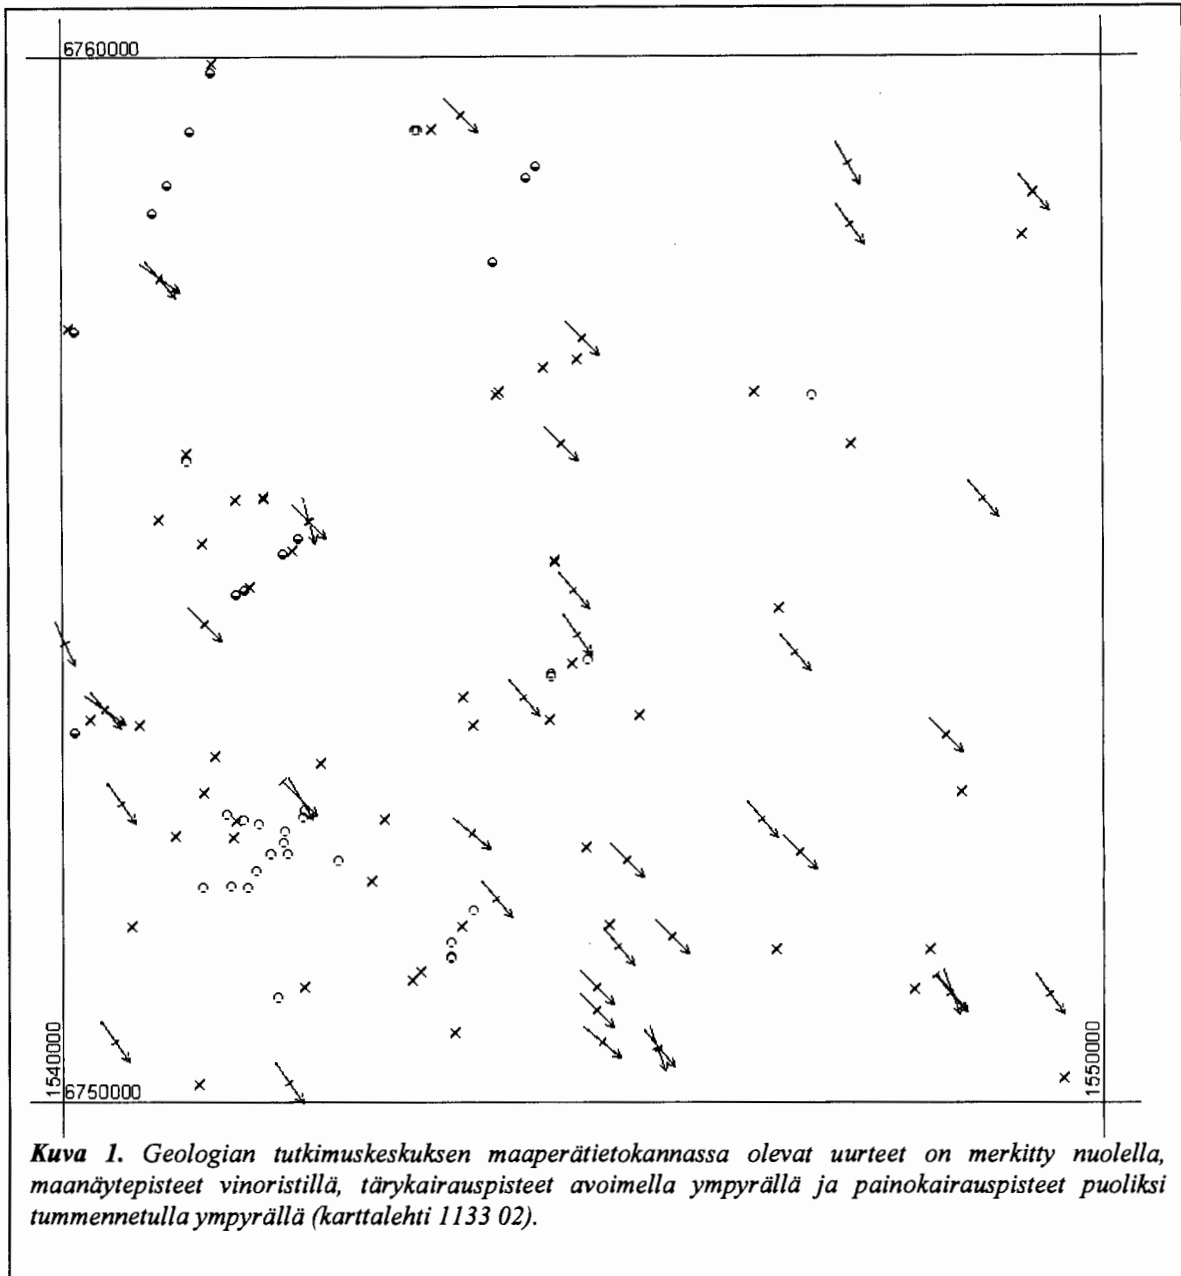 6760000
1540000
6750000
1550000
Kuva 1. Geologian tutkimuskeskuksen maaperätietokannassa olevat uurteet on merkitty nuolella,
maanäytepisteet vinoristillä, tärykairauspisteet avoimella ympyrällä ja painokairauspisteet puoliksi
tummennetulla ympyrällä (karttalehti 1133 02).